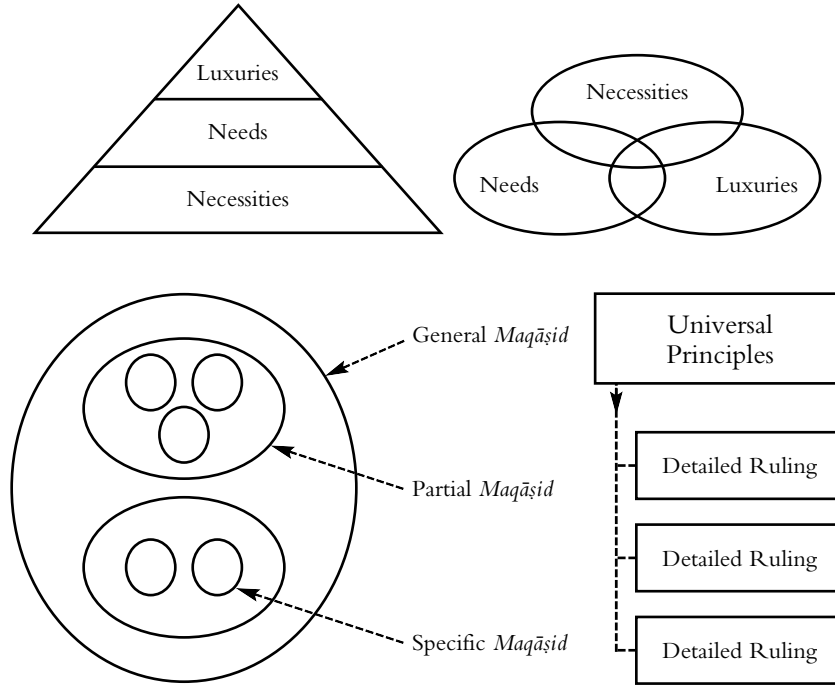 Luxuries
Needs
Necessities
Necessities
Needs
Luxuries
General Maqāṣid
Partial Maqāṣid
Specific Maqāṣid
Universal
Principles
Detailed Ruling
Detailed Ruling
Detailed Ruling